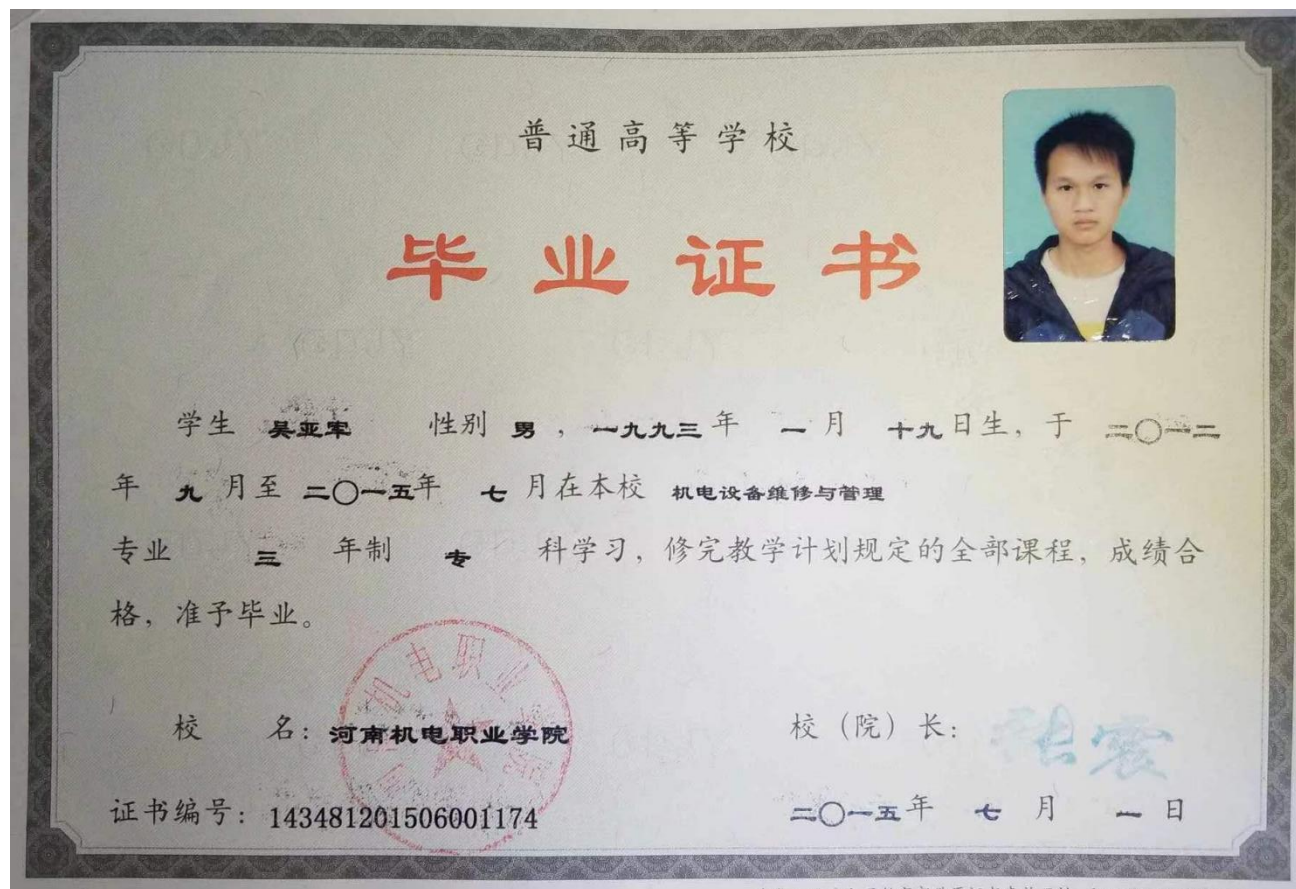 普通高等学校
毕业证书
学生 吴亚军 性别 男，一九九三年 一月 十九日生，于 二〇一二
年 九月至 二〇一五年 七月在本校 机电设备维修与管理
专业 三 年制 专 科学习，修完教学计划规定的全部课程，成绩合
格，准予毕业。
校 名：河南机电职业学院
校（院）长：
证书编号：143481201506001174
二〇一五年 七 月 一 日